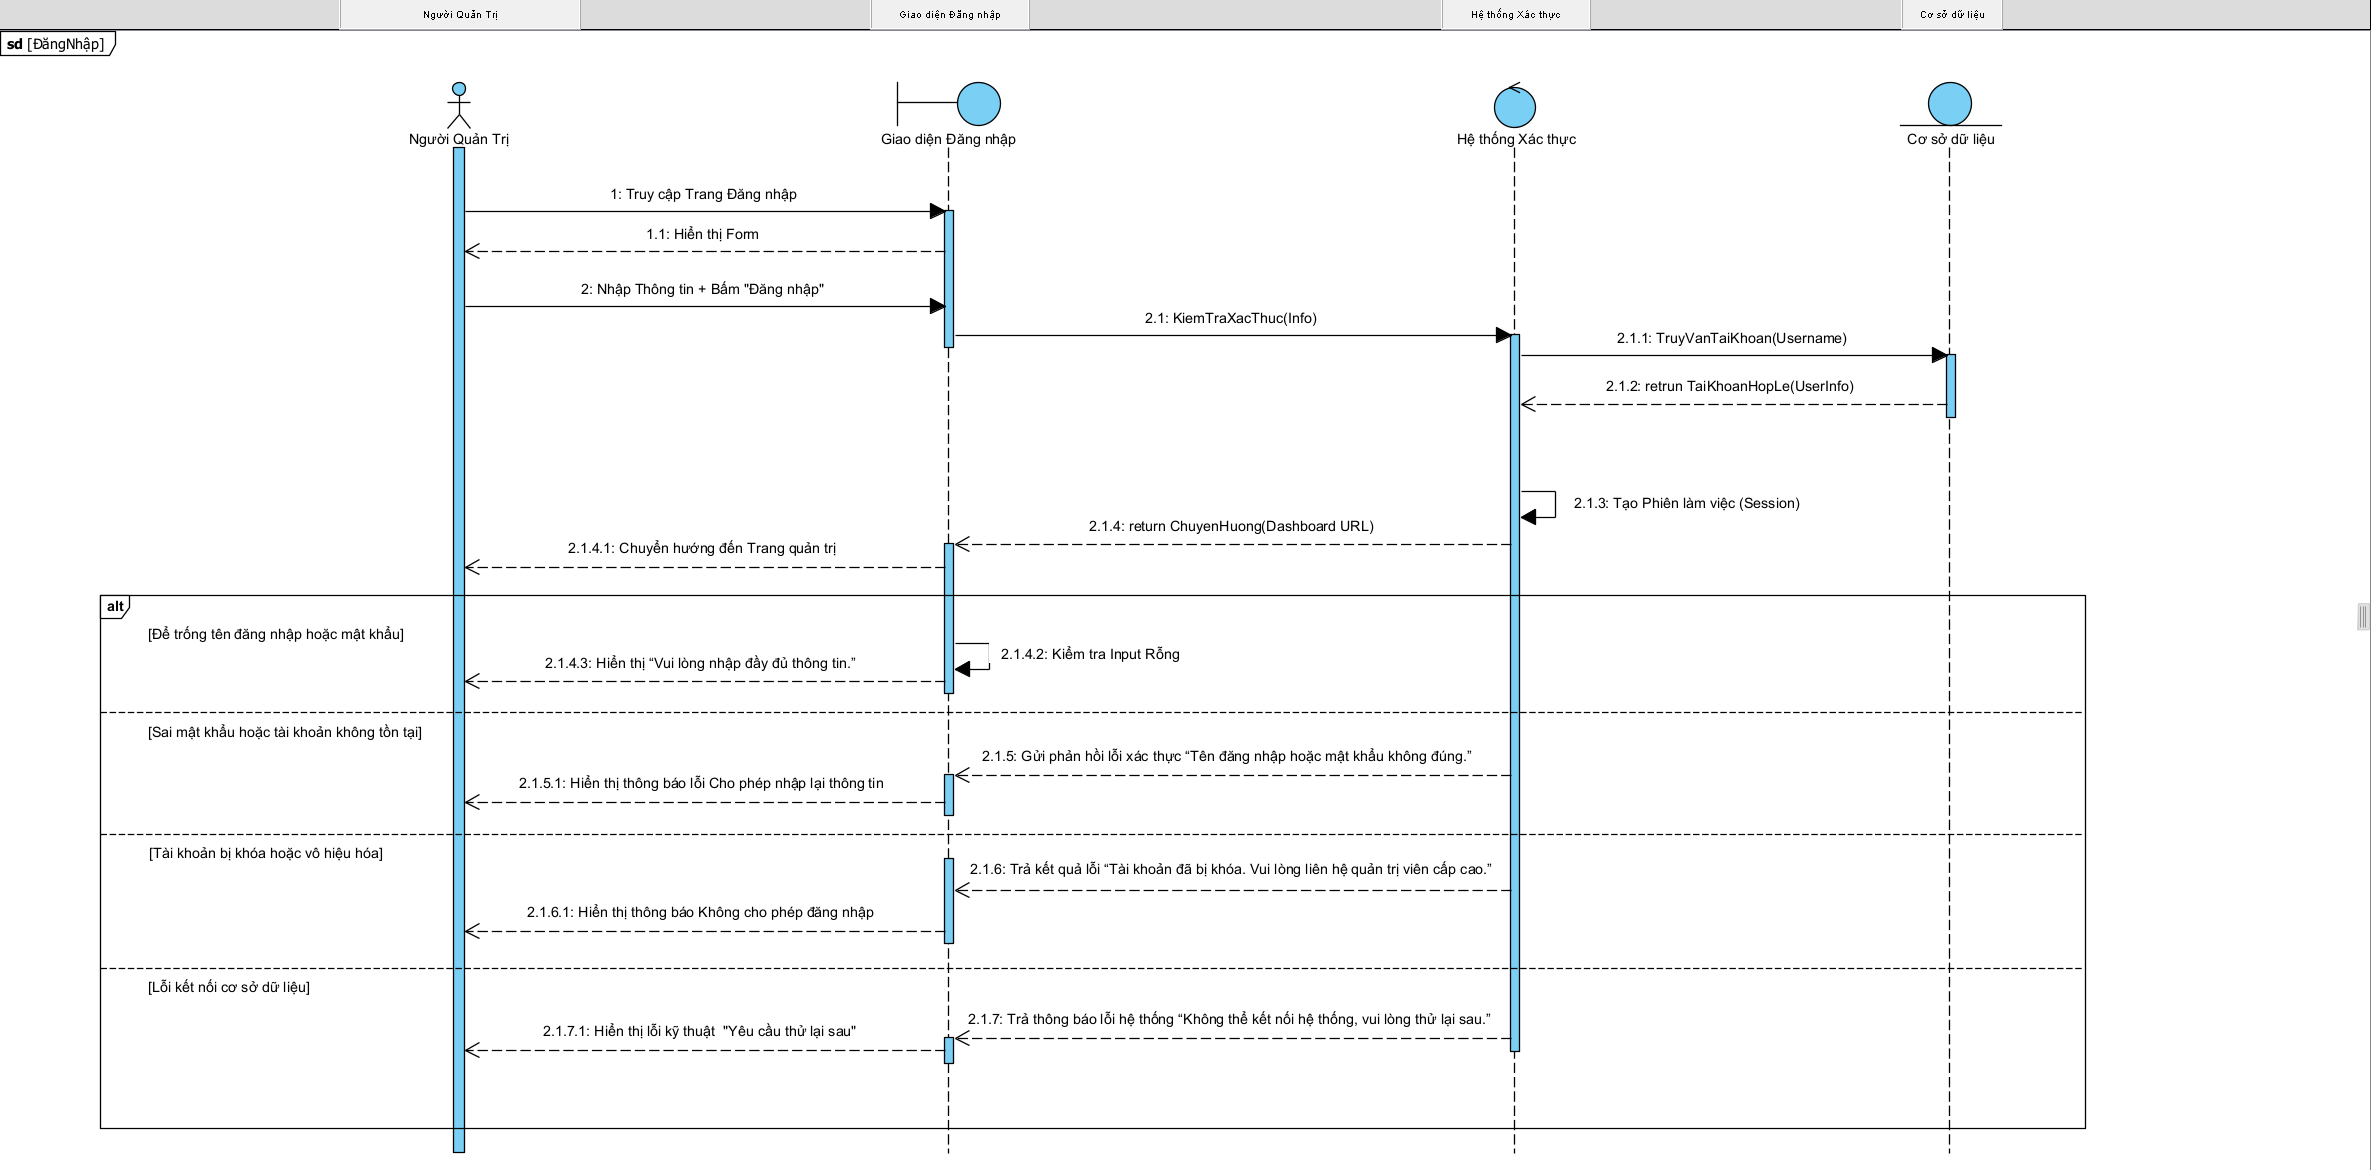 Người Quản Trị
Giao diện Đăng nhập
Hệ thống Xác thực
Cơ sở dữ liệu
sd [ĐăngNhập]
Người Quản Trị
Giao diện Đăng nhập
Hệ thống Xác thực
Cơ sở dữ liệu
1: Truy cập Trang Đăng nhập
1.1: Hiển thị Form
2: Nhập Thông tin + Bấm "Đăng nhập"
2.1: KiemTraXacThuc(Info)
2.1.1: TruyVanTaiKhoan(Username)
2.1.2: retrun TaiKhoanHopLe(UserInfo)
2.1.3: Tạo Phiên làm việc (Session)
2.1.4: return ChuyenHuong(Dashboard URL)
2.1.4.1: Chuyển hướng đến Trang quản trị
alt
[Để trống tên đăng nhập hoặc mật khẩu]
2.1.4.2: Kiểm tra Input Rỗng
2.1.4.3: Hiển thị “Vui lòng nhập đầy đủ thông tin.”
[Sai mật khẩu hoặc tài khoản không tồn tại]
2.1.5: Gửi phản hồi lỗi xác thực “Tên đăng nhập hoặc mật khẩu không đúng.”
2.1.5.1: Hiển thị thông báo lỗi Cho phép nhập lại thông tin
[Tài khoản bị khóa hoặc vô hiệu hóa]
2.1.6: Trả kết quả lỗi “Tài khoản đã bị khóa. Vui lòng liên hệ quản trị viên cấp cao.”
2.1.6.1: Hiển thị thông báo Không cho phép đăng nhập
[Lỗi kết nối cơ sở dữ liệu]
2.1.7: Trả thông báo lỗi hệ thống “Không thể kết nối hệ thống, vui lòng thử lại sau.”
2.1.7.1: Hiển thị lỗi kỹ thuật  "Yêu cầu thử lại sau"